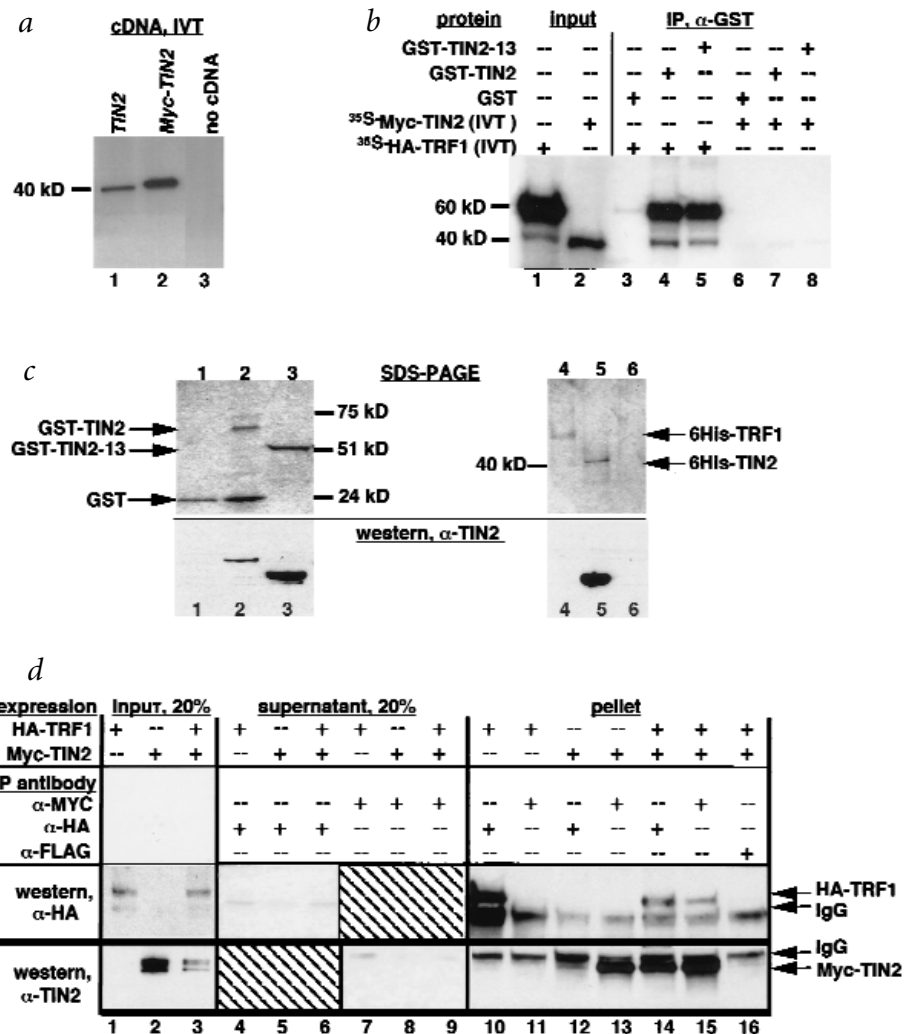 a
cDNA, IVT
TIN2
Myc-TIN2
no cDNA
40 kD
1 2 3
b
protein input IP, α-GST
GST-TIN2-13 -- -- -- -- + -- -- +
GST-TIN2 -- -- -- + -- -- + --
GST -- -- + -- -- + -- --
35S-Myc-TIN2 (IVT) -- + -- -- -- + + +
35S-HA-TRF1 (IVT) + -- + + + -- -- --
60 kD
40 kD
1 2 3 4 5 6 7 8
c
1 2 3 SDS-PAGE 4 5 6
75 kD
GST-TIN2
GST-TIN2-13
51 kD
6His-TRF1
40 kD
6His-TIN2
GST
24 kD
western, α-TIN2
1 2 3 4 5 6
d
expression input, 20% supernatant, 20% pellet
HA-TRF1 + -- + + -- + + -- + + + -- -- + + +
Myc-TIN2 -- + + -- + + -- + + -- -- + + + + +
P antibody
α-MYC -- -- -- + + + -- + -- + -- + --
α-HA + + + -- -- -- + -- + -- + -- --
α-FLAG -- -- -- -- -- -- -- -- -- -- -- -- +
western, α-HA
HA-TRF1
IgG
western, α-TIN2
IgG
Myc-TIN2
1 2 3 4 5 6 7 8 9 10 11 12 13 14 15 16